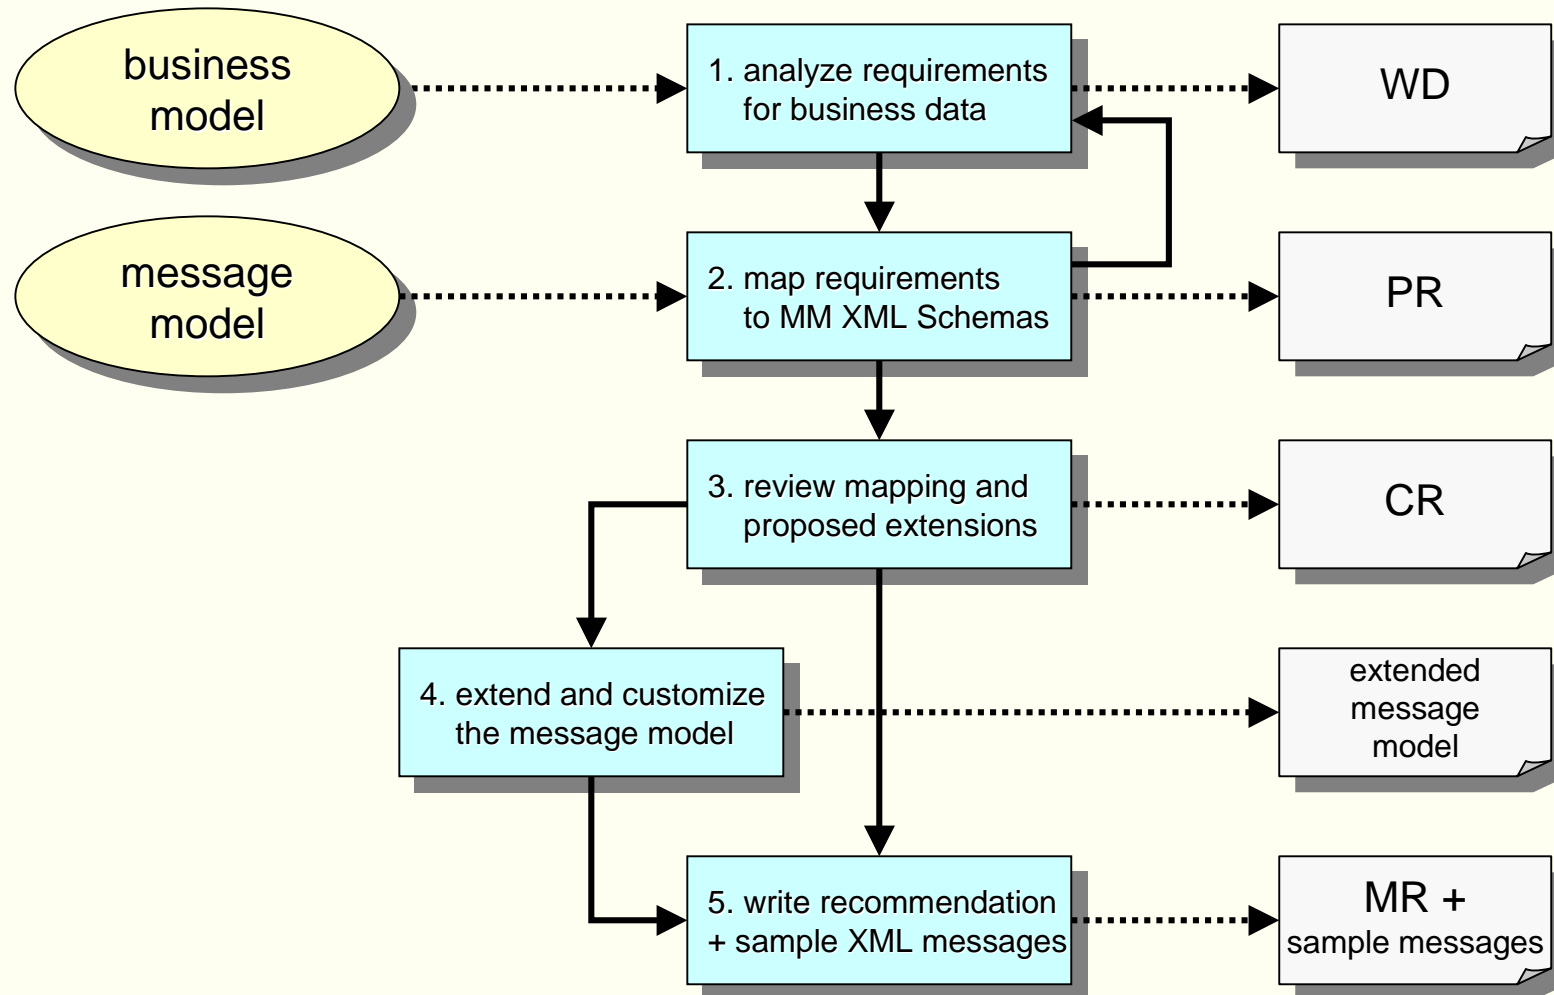 business
model
1. analyze requirements
for business data
WD
message
model
2. map requirements
to MM XML Schemas
PR
3. review mapping and
proposed extensions
CR
4. extend and customize
the message model
extended
message
model
5. write recommendation
+ sample XML messages
MR +
sample messages